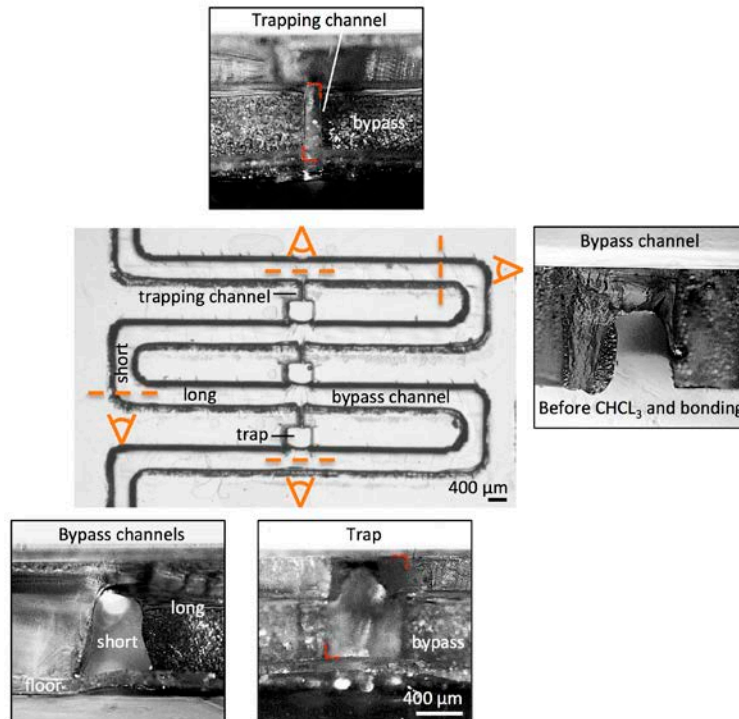 Trapping channel
bypass
Bypass channel
Before CHCL₃ and bonding
trapping channel
short
long
bypass channel
trap
400 μm
Bypass channels
long
short
floor
Trap
bypass
400 μm